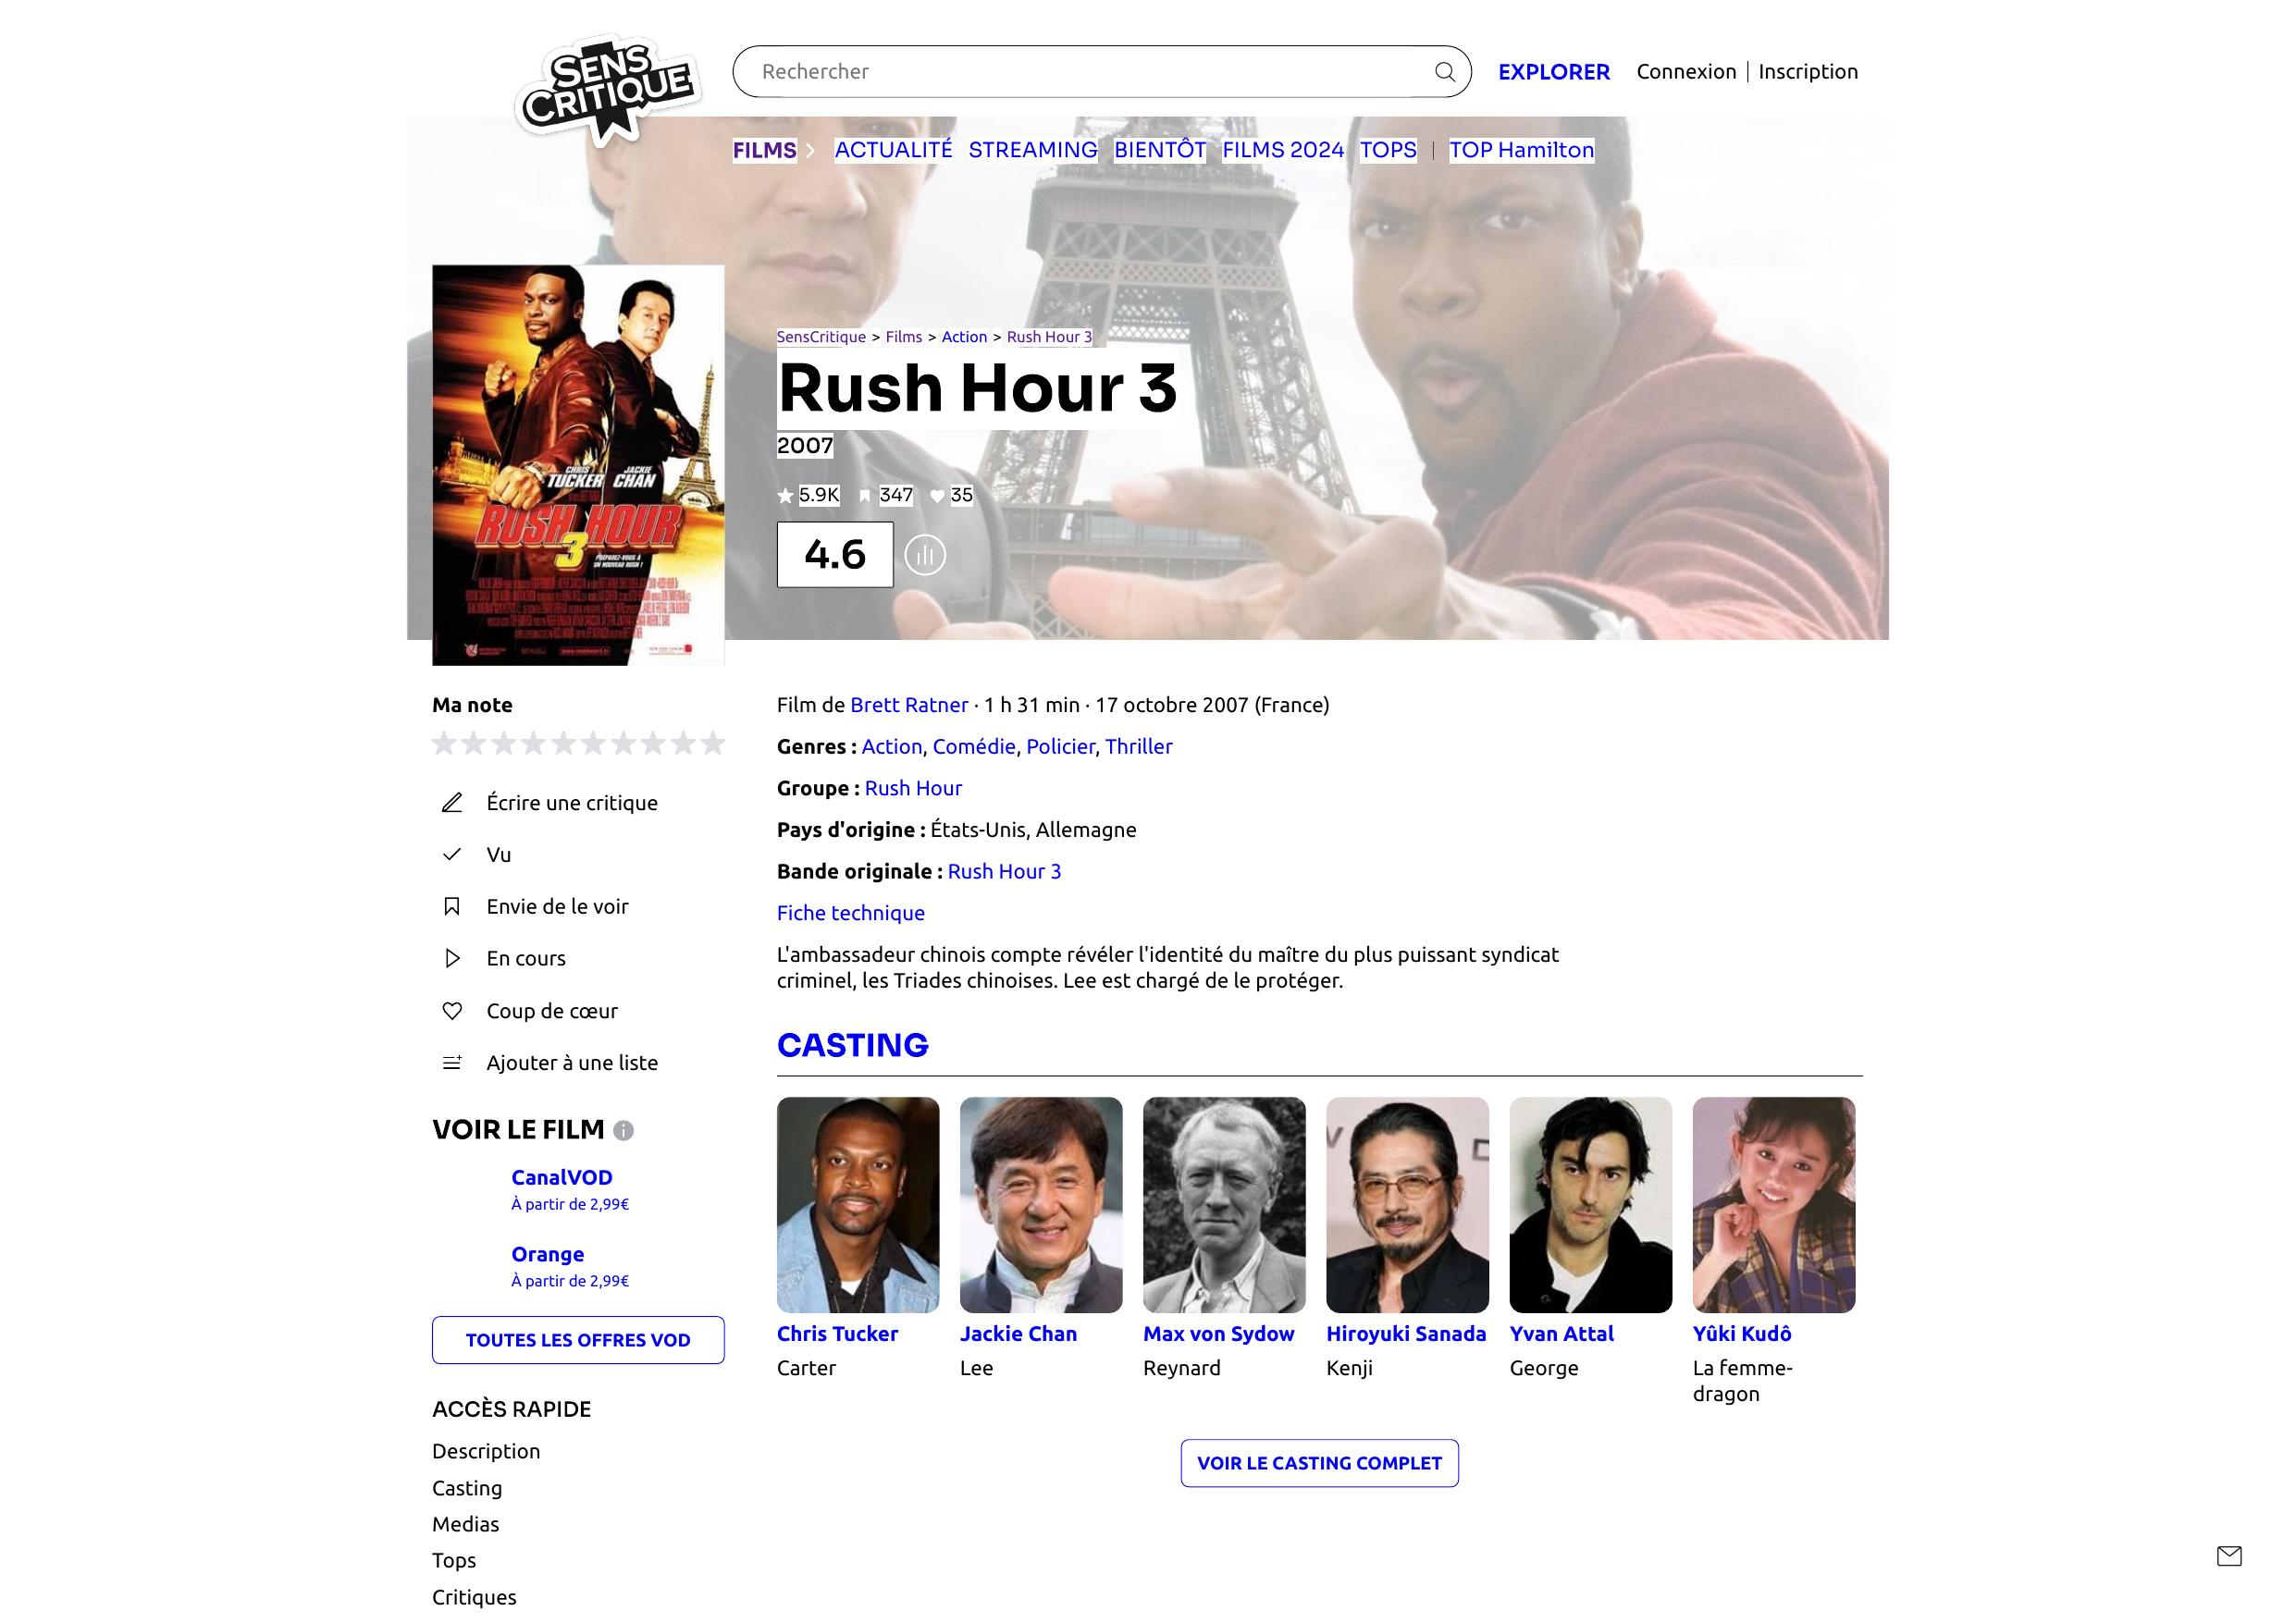 SENS
CRITIQUE
Rechercher
EXPLORER
Connexion | Inscription
FILMS
ACTUALITÉ STREAMING BIENTÔT FILMS 2024 TOPS | TOP Hamilton
SensCritique > Films > Action > Rush Hour 3
Rush Hour 3
2007
5.9K 347 35
4.6
CHRIS TUCKER
JACKIE CHAN
RUSH HOUR
3
PRÉPAREZ-VOUS À
UN NOUVEAU RUSH !
Ma note
Écrire une critique
Vu
Envie de le voir
En cours
Coup de cœur
Ajouter à une liste
VOIR LE FILM
CanalVOD
À partir de 2,99€
Orange
À partir de 2,99€
TOUTES LES OFFRES VOD
ACCÈS RAPIDE
Description
Casting
Medias
Tops
Critiques
Film de Brett Ratner · 1 h 31 min · 17 octobre 2007 (France)
Genres : Action, Comédie, Policier, Thriller
Groupe : Rush Hour
Pays d'origine : États-Unis, Allemagne
Bande originale : Rush Hour 3
Fiche technique
L'ambassadeur chinois compte révéler l'identité du maître du plus puissant syndicat
criminel, les Triades chinoises. Lee est chargé de le protéger.
CASTING
Chris Tucker
Carter
Jackie Chan
Lee
Max von Sydow
Reynard
Hiroyuki Sanada
Kenji
Yvan Attal
George
Yûki Kudô
La femme-
dragon
VOIR LE CASTING COMPLET